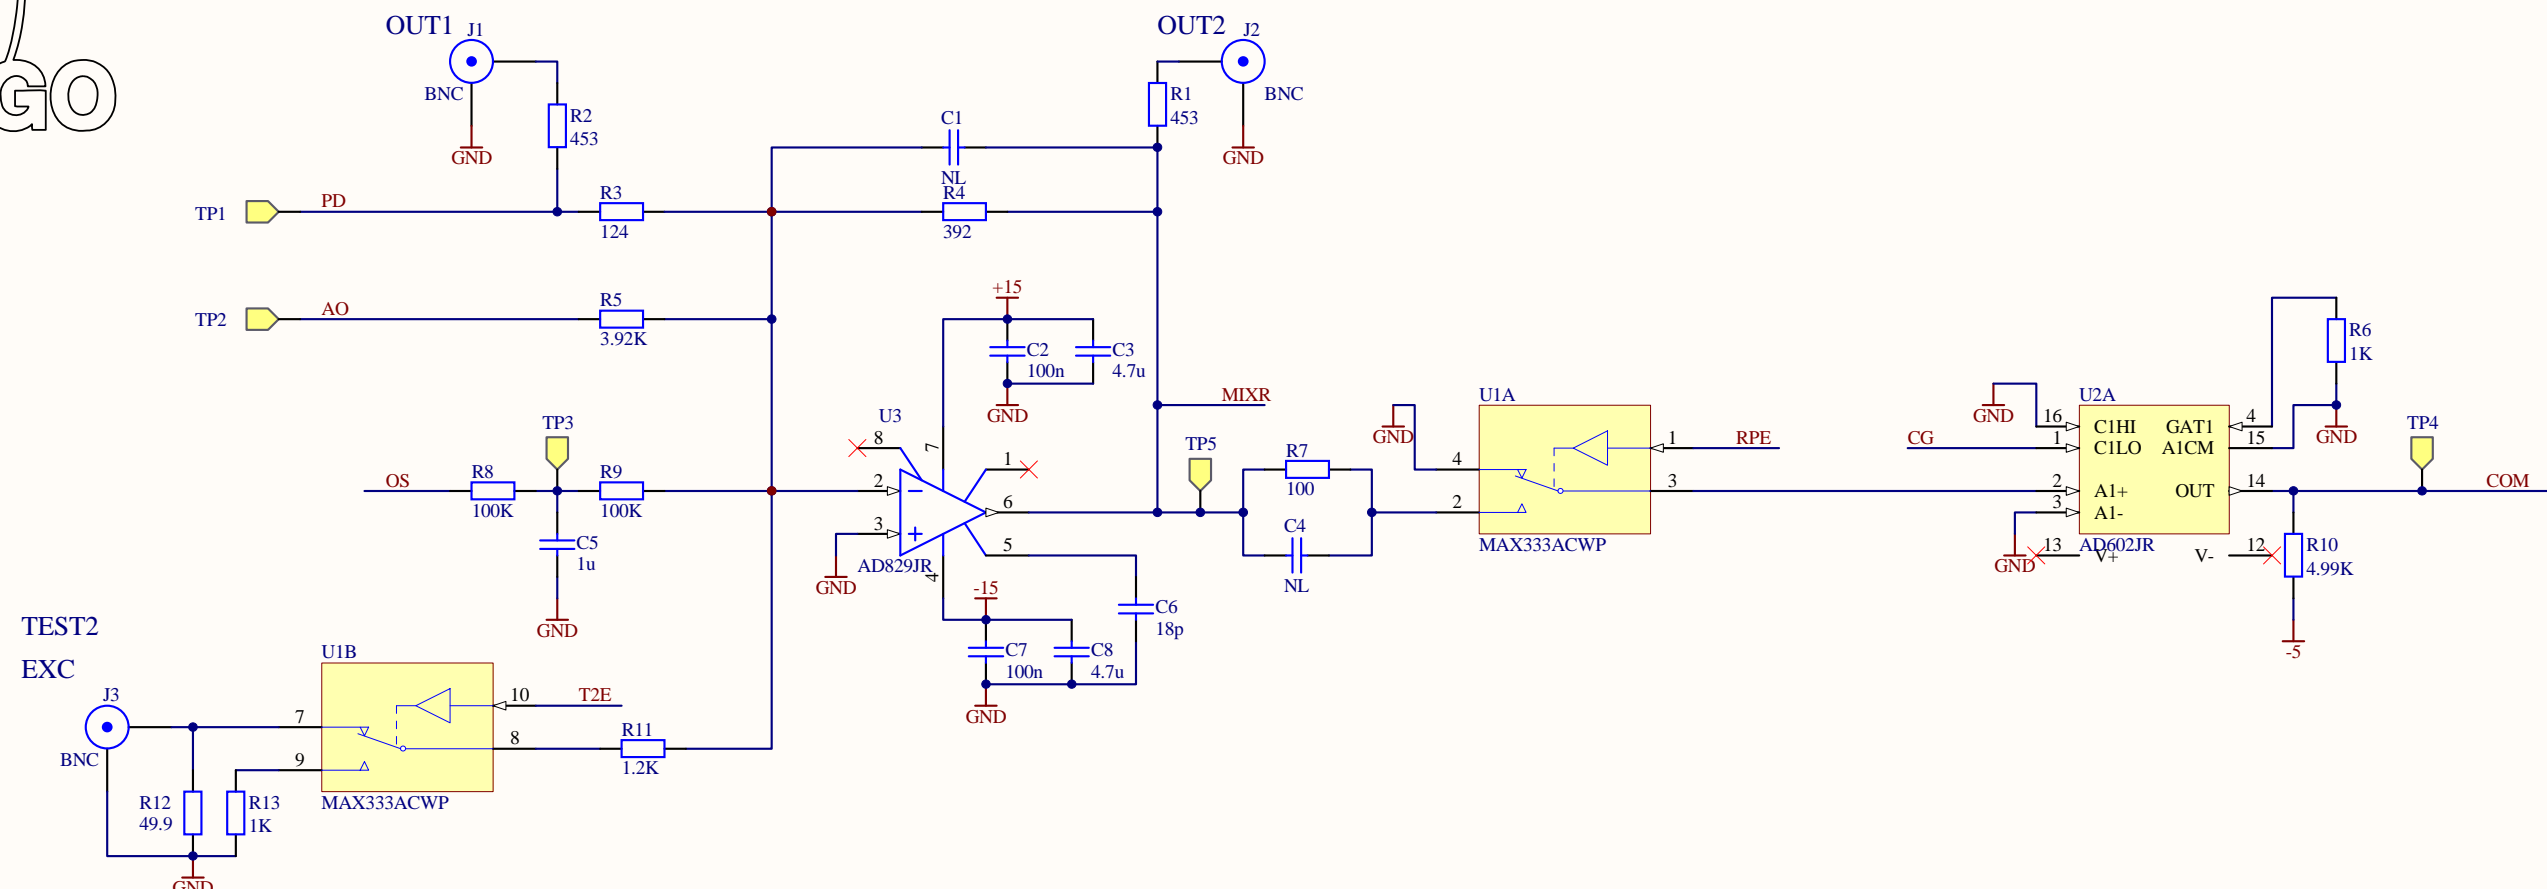 GO
OUT1
J1
BNC
GND
R2
453
OUT2
J2
BNC
GND
R1
453
C1
NL
TP1
PD
R3
124
R4
392
TP2
AO
R5
3.92K
+15
C2
100n
C3
4.7u
GND
MIXR
TP3
OS
R8
100K
R9
100K
C5
1u
GND
U3
8
7
1
2
6
3
5
4
AD829JR
GND
-15
C7
100n
C8
4.7u
GND
C6
18p
TP5
R7
100
C4
NL
GND
U1A
4
1
RPE
2
3
MAX333ACWP
CG
GND
U2A
16
C1HI
GAT1
4
1
C1LO
A1CM
15
2
A1+
OUT
14
3
A1-
GND
13
AD602JR
V+
V-
12
R6
1K
GND
TP4
COM
R10
4.99K
-5
TEST2
EXC
J3
BNC
U1B
7
10
T2E
9
8
MAX333ACWP
R11
1.2K
R12
49.9
R13
1K
GND